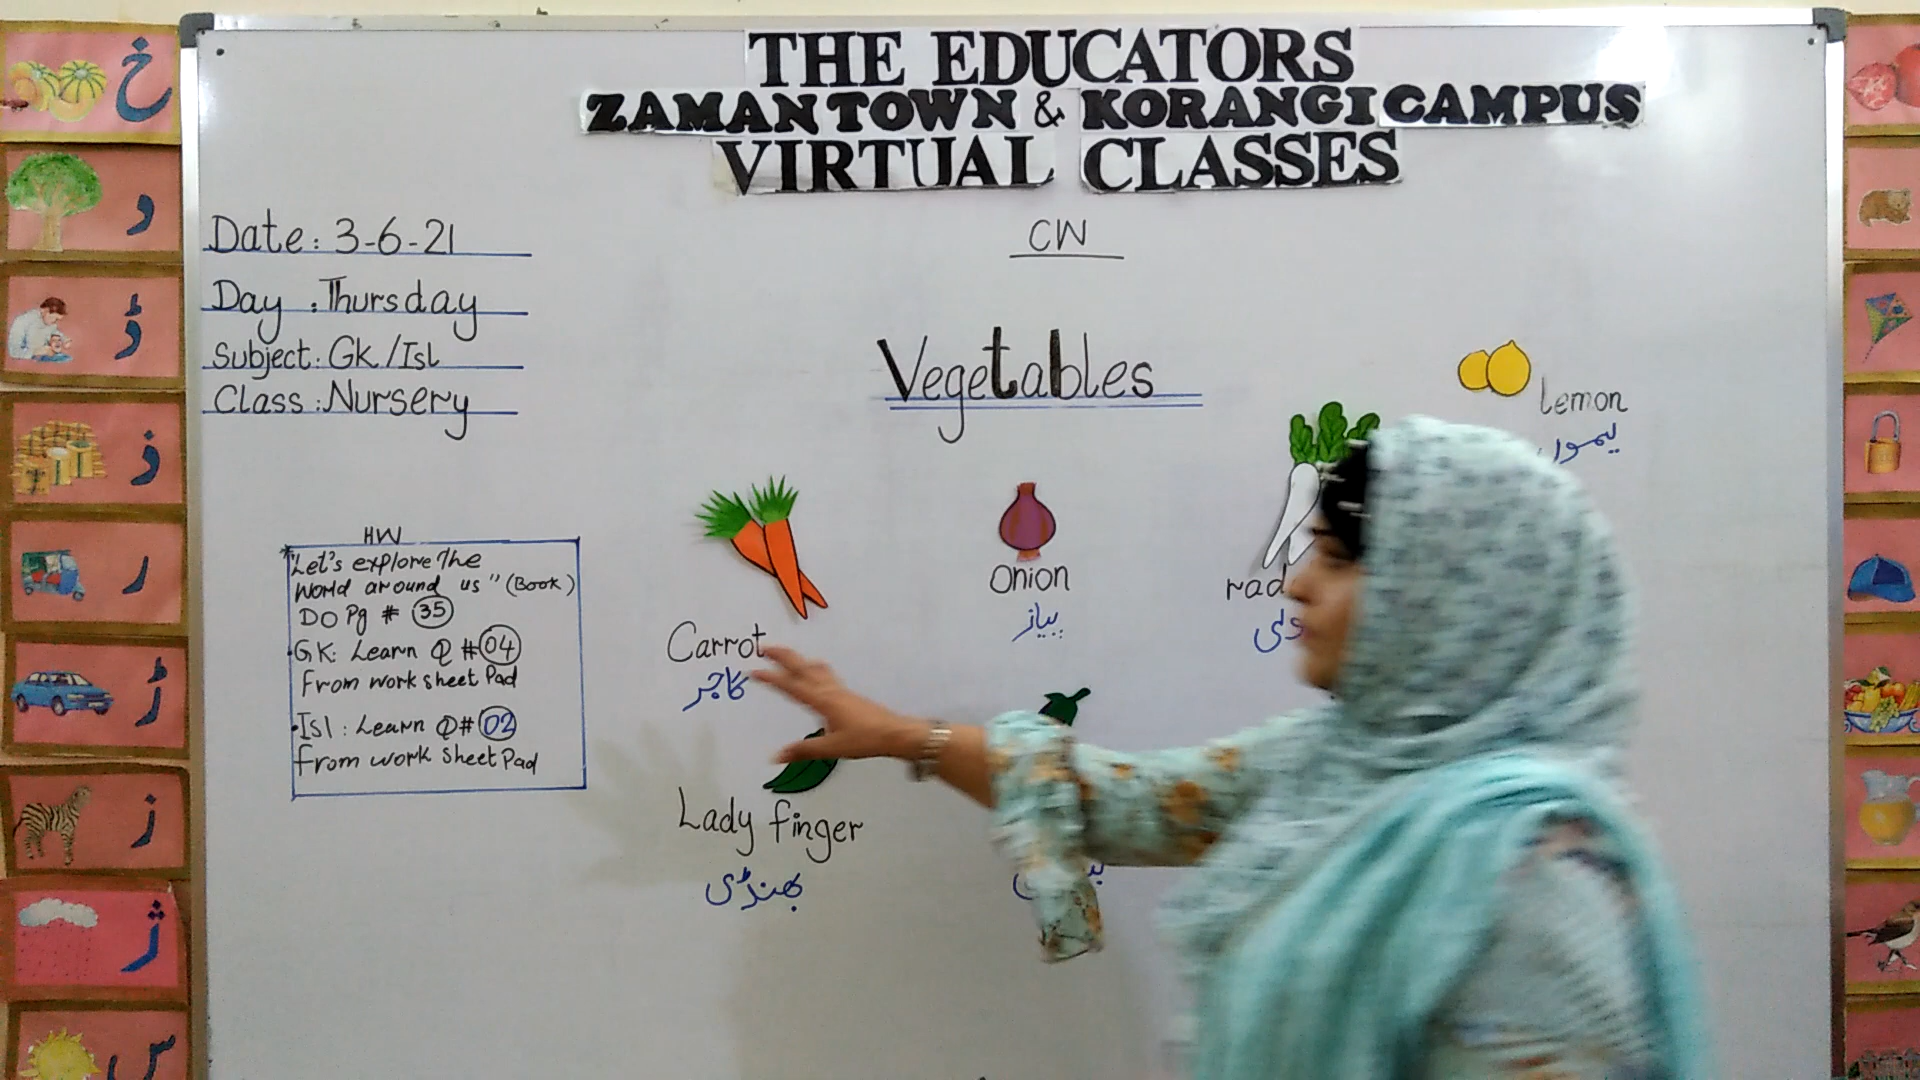 THE EDUCATORS
ZAMAN TOWN & KORANGI CAMPUS
VIRTUAL CLASSES
Date: 3-6-21
Day : Thursday
Subject: Gk/Isl
Class : Nursery
CW
Vegetables
lemon
لیموں
Carrot
گاجر
Onion
پیاز
rad
ولی
Lady finger
بھنڈی
HW
"Let's explore The
World around us" (Book)
DO Pg # 35
GK: Learn Q # 04
From work sheet Pad
Isl : Learn Q# 02
from work sheet Pad
خ
د
ڈ
ذ
ر
ڑ
ز
ژ
س